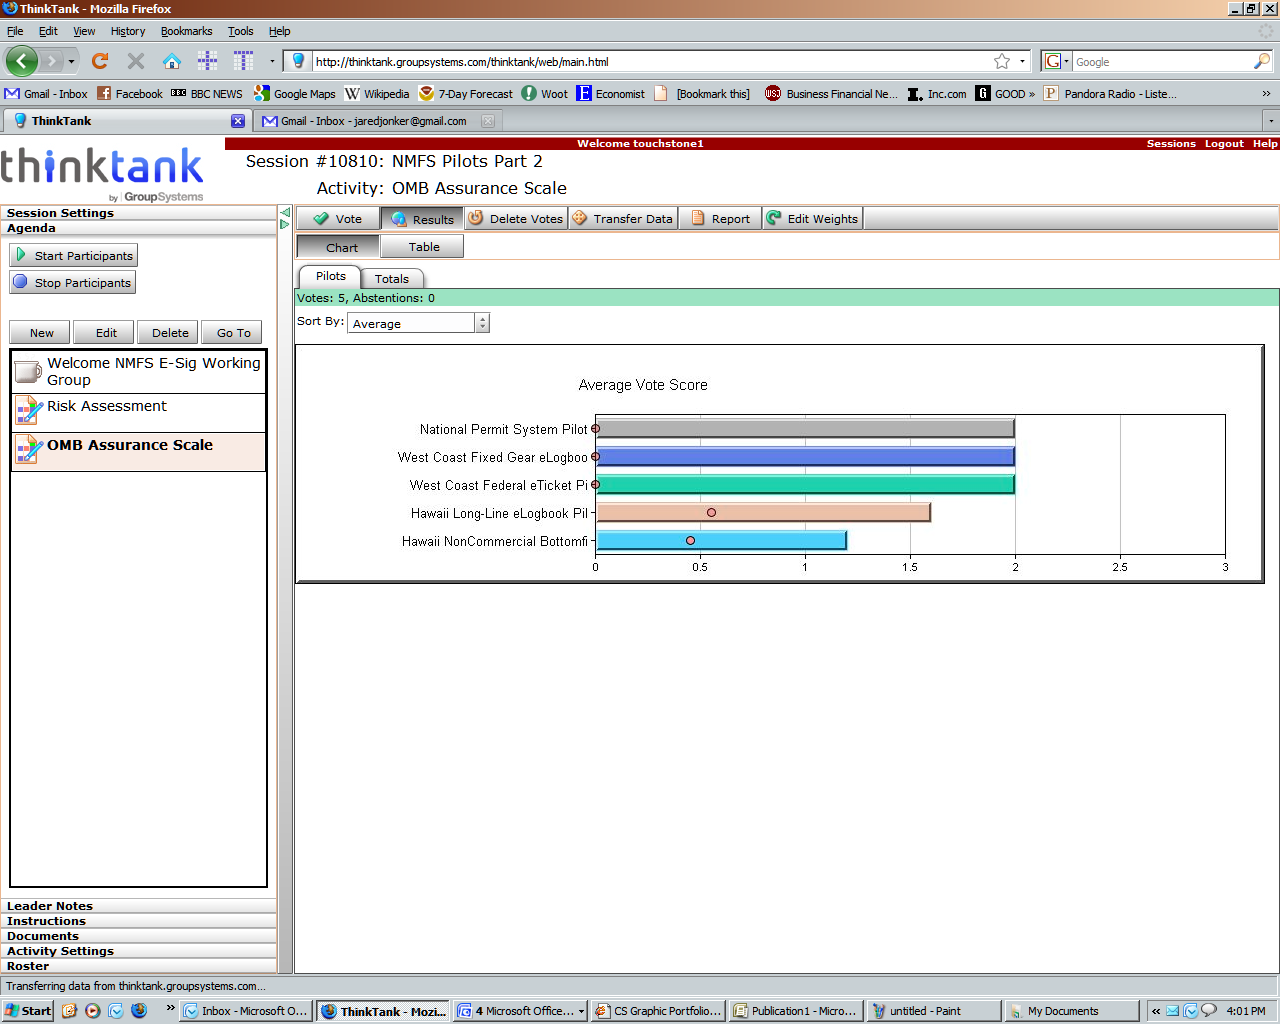 ThinkTank - Mozilla Firefox
File Edit View History Bookmarks Tools Help
http://thinktank.groupsystems.com/thinktank/web/main.html
G Google
Gmail - Inbox Facebook BBC BBC NEWS Google Maps W Wikipedia 7-Day Forecast Woot E Economist [Bookmark this] Business Financial Ne... I. Inc.com G GOOD » P Pandora Radio - Liste... »
ThinkTank Gmail - Inbox - jaredjonker@gmail.com
Welcome touchstone1 Sessions Logout Help
thinktank
by GroupSystems
Session #10810: NMFS Pilots Part 2
Activity: OMB Assurance Scale
Session Settings
Agenda
Start Participants
Stop Participants
New Edit Delete Go To
Welcome NMFS E-Sig Working
Group
Risk Assessment
OMB Assurance Scale
Leader Notes
Instructions
Documents
Activity Settings
Roster
Vote Results Delete Votes Transfer Data Report Edit Weights
Chart Table
Pilots Totals
Votes: 5, Abstentions: 0
Sort By: Average
Average Vote Score
National Permit System Pilot
West Coast Fixed Gear eLogboo
West Coast Federal eTicket Pi
Hawaii Long-Line eLogbook Pil
Hawaii NonCommercial Bottomfi
0 0.5 1 1.5 2 2.5 3
Transferring data from thinktank.groupsystems.com...
Start » Inbox - Microsoft O... ThinkTank - Mozi... 4 Microsoft Office... CS Graphic Portfolio... Publication1 - Micro... untitled - Paint My Documents « 4:01 PM